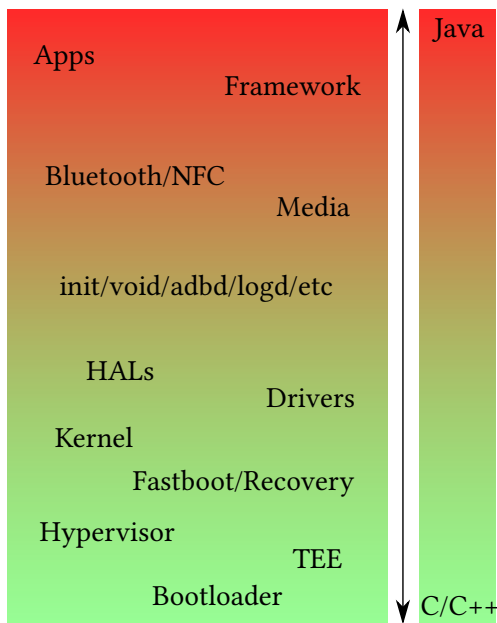 Java
Apps
Framework
Bluetooth/NFC
Media
init/void/adbd/logd/etc
HALs
Drivers
Kernel
Fastboot/Recovery
Hypervisor
TEE
Bootloader
C/C++